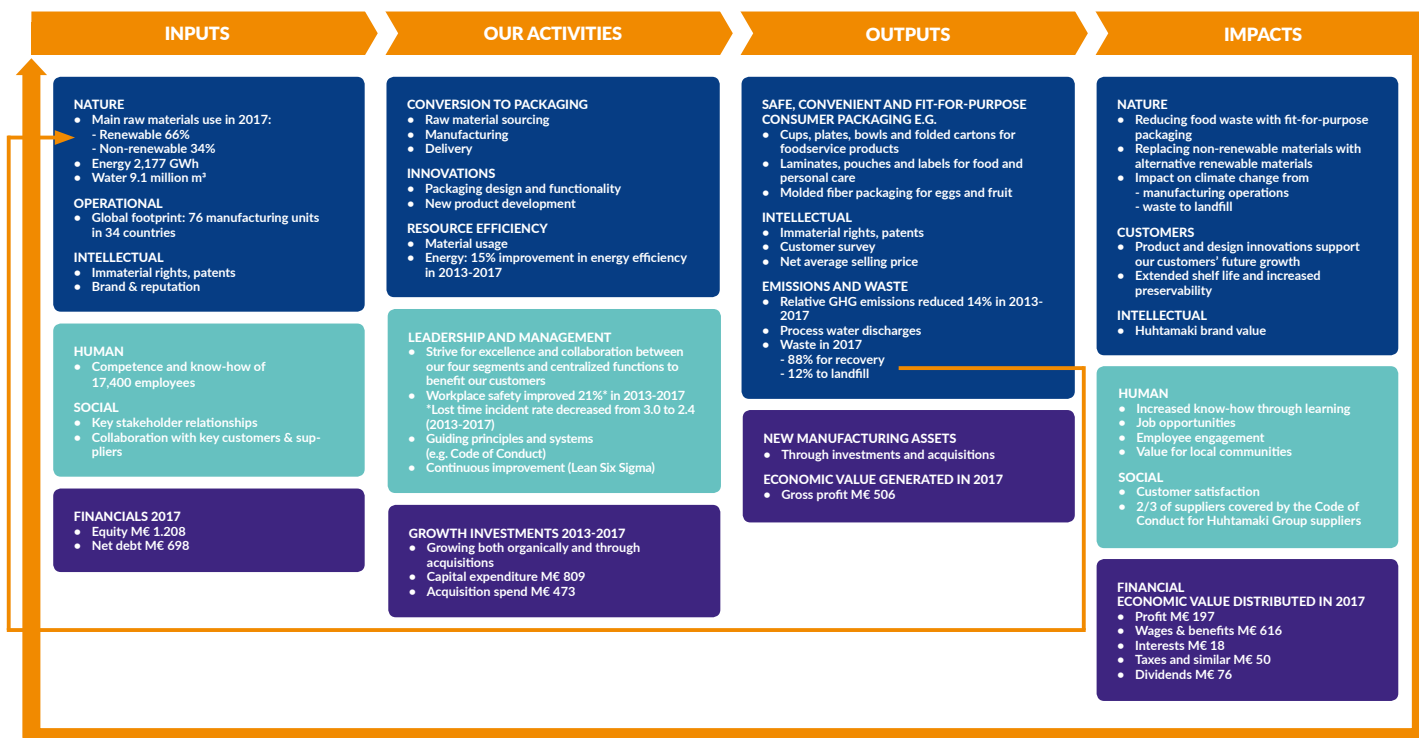 INPUTS
OUR ACTIVITIES
OUTPUTS
IMPACTS
NATURE
● Main raw materials use in 2017:
- Renewable 66%
- Non-renewable 34%
● Energy 2,177 GWh
● Water 9.1 million m³
OPERATIONAL
● Global footprint: 76 manufacturing units
in 34 countries
INTELLECTUAL
● Immaterial rights, patents
● Brand & reputation
HUMAN
● Competence and know-how of
17,400 employees
SOCIAL
● Key stakeholder relationships
● Collaboration with key customers & sup-
pliers
FINANCIALS 2017
● Equity M€ 1.208
● Net debt M€ 698
CONVERSION TO PACKAGING
● Raw material sourcing
● Manufacturing
● Delivery
INNOVATIONS
● Packaging design and functionality
● New product development
RESOURCE EFFICIENCY
● Material usage
● Energy: 15% improvement in energy efficiency
in 2013-2017
LEADERSHIP AND MANAGEMENT
● Strive for excellence and collaboration between
our four segments and centralized functions to
benefit our customers
● Workplace safety improved 21%* in 2013-2017
*Lost time incident rate decreased from 3.0 to 2.4
(2013-2017)
● Guiding principles and systems
(e.g. Code of Conduct)
● Continuous improvement (Lean Six Sigma)
GROWTH INVESTMENTS 2013-2017
● Growing both organically and through
acquisitions
● Capital expenditure M€ 809
● Acquisition spend M€ 473
SAFE, CONVENIENT AND FIT-FOR-PURPOSE
CONSUMER PACKAGING E.G.
● Cups, plates, bowls and folded cartons for
foodservice products
● Laminates, pouches and labels for food and
personal care
● Molded fiber packaging for eggs and fruit
INTELLECTUAL
● Immaterial rights, patents
● Customer survey
● Net average selling price
EMISSIONS AND WASTE
● Relative GHG emissions reduced 14% in 2013-
2017
● Process water discharges
● Waste in 2017
- 88% for recovery
- 12% to landfill
NEW MANUFACTURING ASSETS
● Through investments and acquisitions
ECONOMIC VALUE GENERATED IN 2017
● Gross profit M€ 506
NATURE
● Reducing food waste with fit-for-purpose
packaging
● Replacing non-renewable materials with
alternative renewable materials
● Impact on climate change from
- manufacturing operations
- waste to landfill
CUSTOMERS
● Product and design innovations support
our customers' future growth
● Extended shelf life and increased
preservability
INTELLECTUAL
● Huhtamaki brand value
HUMAN
● Increased know-how through learning
● Job opportunities
● Employee engagement
● Value for local communities
SOCIAL
● Customer satisfaction
● 2/3 of suppliers covered by the Code of
Conduct for Huhtamaki Group suppliers
FINANCIAL
ECONOMIC VALUE DISTRIBUTED IN 2017
● Profit M€ 197
● Wages & benefits M€ 616
● Interests M€ 18
● Taxes and similar M€ 50
● Dividends M€ 76